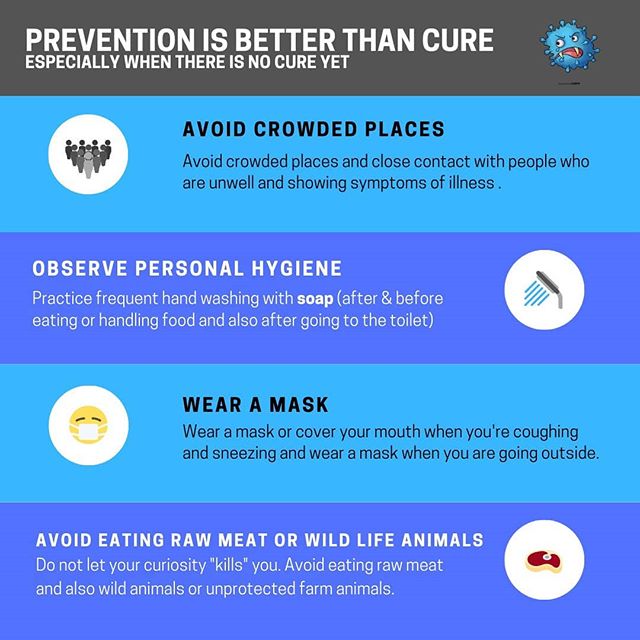 PREVENTION IS BETTER THAN CURE
ESPECIALLY WHEN THERE IS NO CURE YET
AVOID CROWDED PLACES
Avoid crowded places and close contact with people who
are unwell and showing symptoms of illness .
OBSERVE PERSONAL HYGIENE
Practice frequent hand washing with soap (after & before
eating or handling food and also after going to the toilet)
WEAR A MASK
Wear a mask or cover your mouth when you're coughing
and sneezing and wear a mask when you are going outside.
AVOID EATING RAW MEAT OR WILD LIFE ANIMALS
Do not let your curiosity "kills" you. Avoid eating raw meat
and also wild animals or unprotected farm animals.